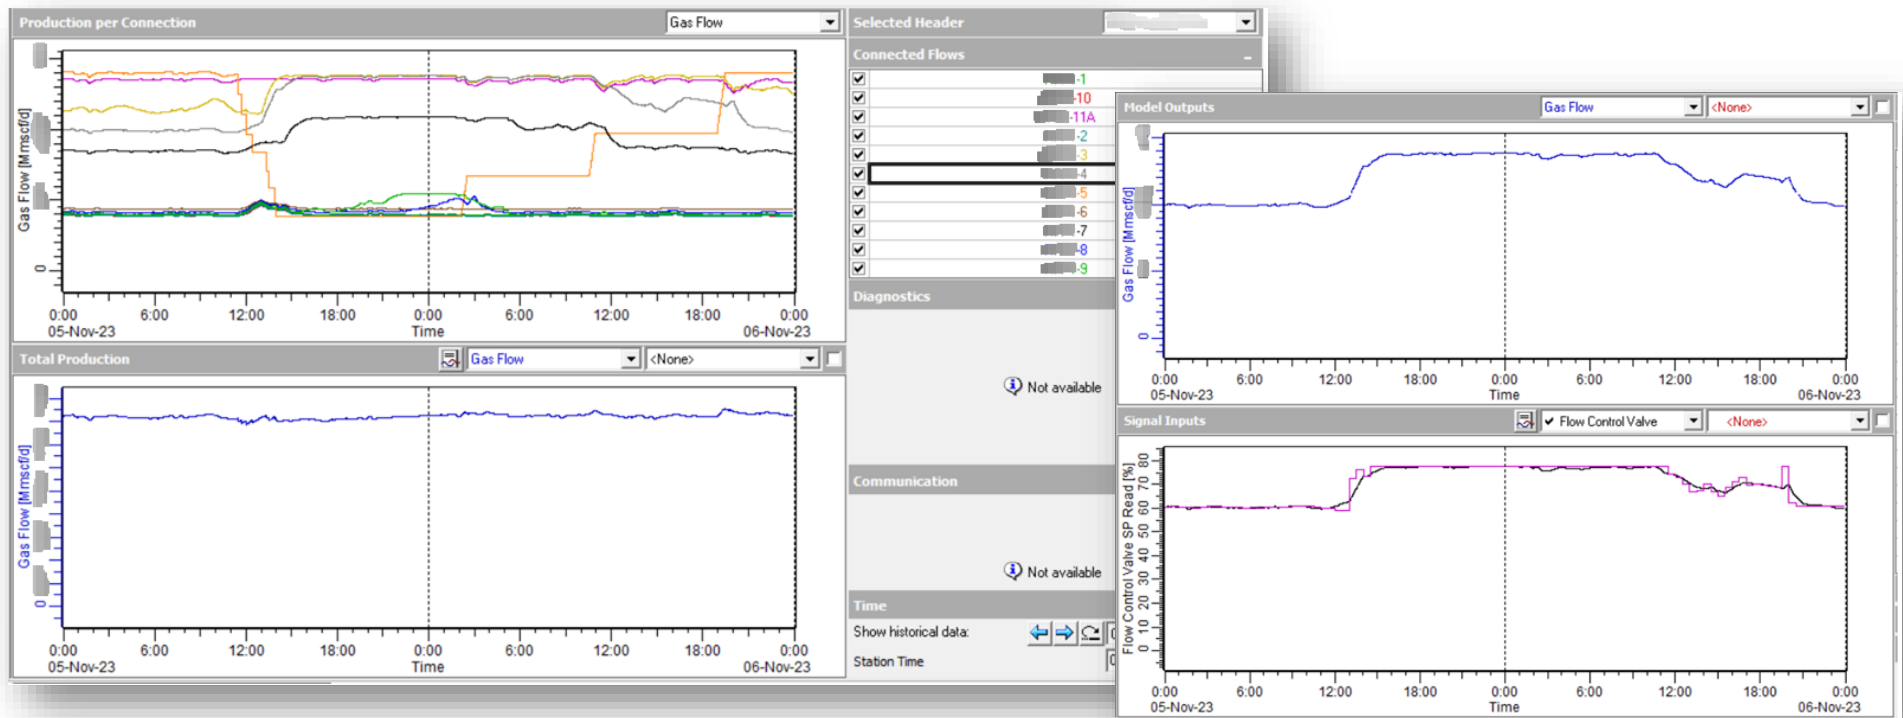 Production per Connection
Gas Flow
Gas Flow [Mmscf/d]
0
0:00 6:00 12:00 18:00 0:00 6:00 12:00 18:00 0:00
05-Nov-23 Time 06-Nov-23
Total Production
Gas Flow
<None>
Gas Flow [Mmscf/d]
0
0:00 6:00 12:00 18:00 0:00 6:00 12:00 18:00 0:00
05-Nov-23 Time 06-Nov-23
Selected Header
Connected Flows
-1
-10
-11A
-2
-3
-4
-5
-6
-7
-8
-9
Diagnostics
Not available
Communication
Not available
Time
Show historical data:
Station Time
Model Outputs
Gas Flow
<None>
Gas Flow [Mmscf/d]
0
0:00 6:00 12:00 18:00 0:00 6:00 12:00 18:00 0:00
05-Nov-23 Time 06-Nov-23
Signal Inputs
Flow Control Valve
<None>
Flow Control Valve SP Read [%]
80
70
60
50
40
30
20
10
0
0:00 6:00 12:00 18:00 0:00 6:00 12:00 18:00 0:00
05-Nov-23 Time 06-Nov-23